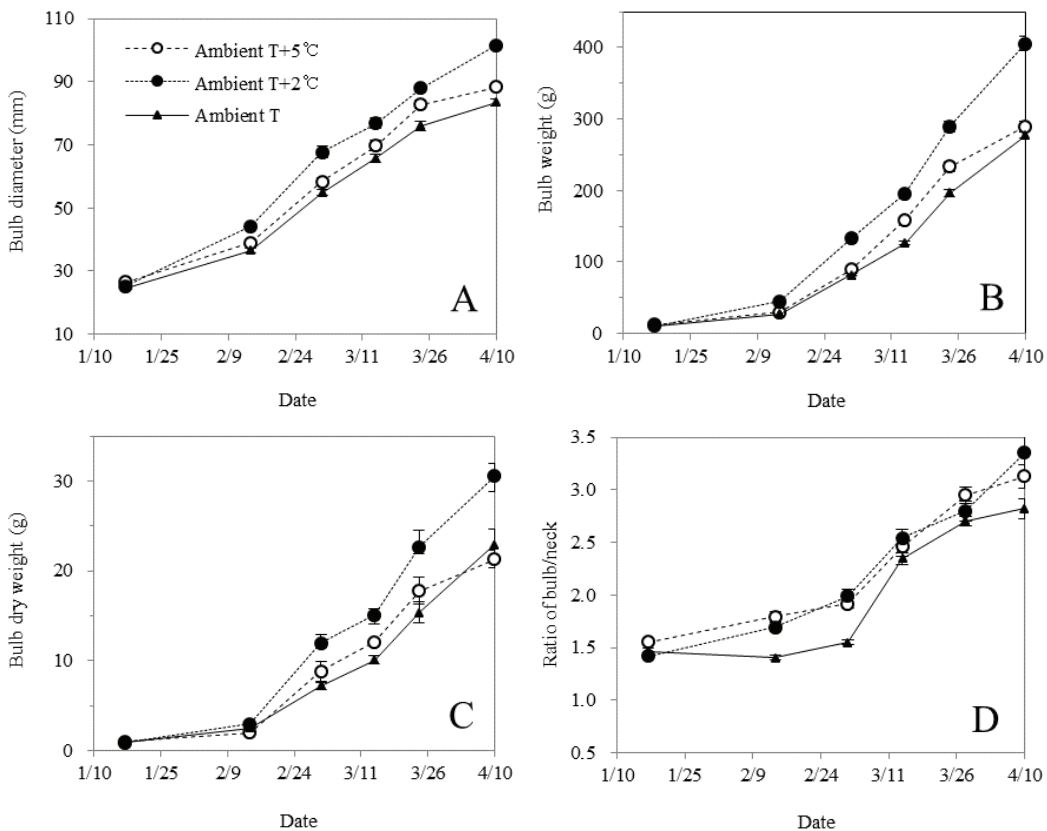 110
90
70
50
30
10
Bulb diameter (mm)
Ambient T+5℃
Ambient T+2℃
Ambient T
A
1/10 1/25 2/9 2/24 3/11 3/26 4/10
Date
400
300
200
100
0
Bulb weight (g)
B
1/10 1/25 2/9 2/24 3/11 3/26 4/10
Date
30
20
10
0
Bulb dry weight (g)
C
1/10 1/25 2/9 2/24 3/11 3/26 4/10
Date
3.5
3.0
2.5
2.0
1.5
1.0
0.5
Ratio of bulb/neck
D
1/10 1/25 2/9 2/24 3/11 3/26 4/10
Date